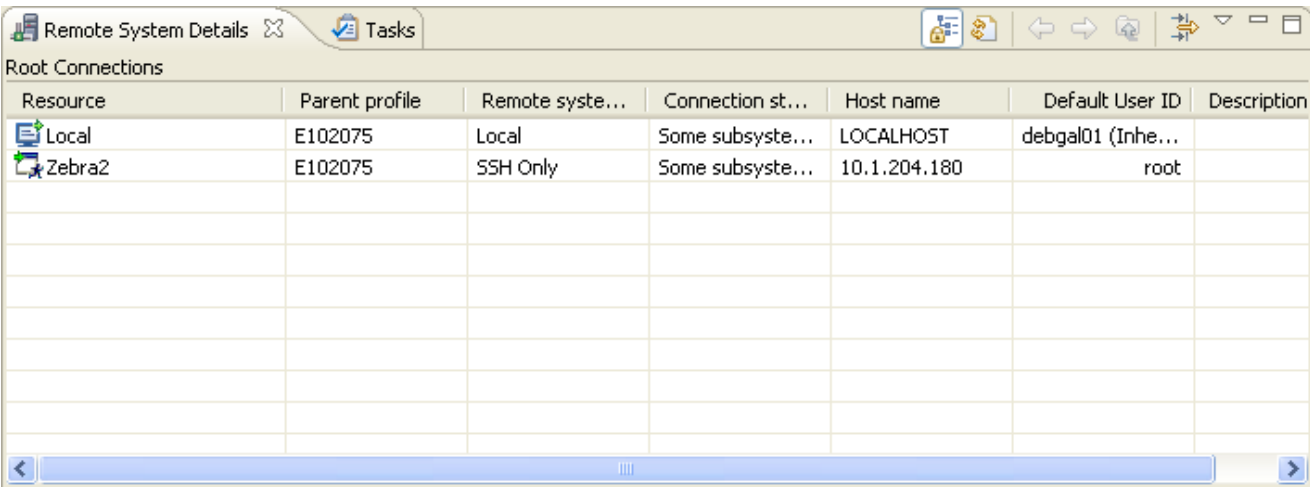 Remote System Details Tasks
Root Connections
Resource Parent profile Remote syste... Connection st... Host name Default User ID Description
Local E102075 Local Some subsyste... LOCALHOST debgal01 (Inhe...
Zebra2 E102075 SSH Only Some subsyste... 10.1.204.180 root